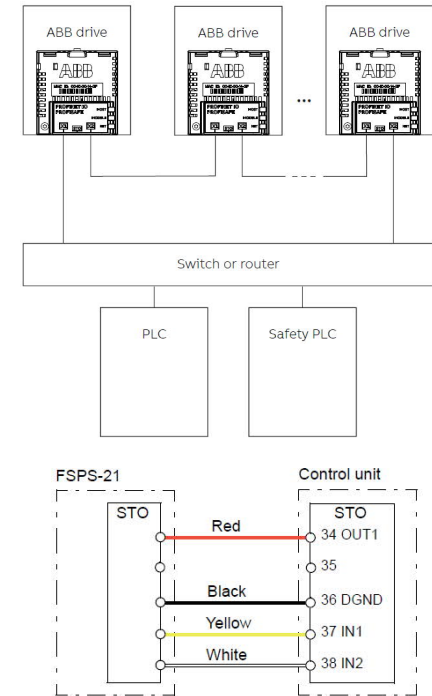 ABB drive
ABB drive
ABB drive
ABB
ABB
ABB
PROFINET IO
PROFISAFE
PROFINET IO
PROFISAFE
PROFINET IO
PROFISAFE
...
Switch or router
PLC
Safety PLC
FSPS-21
Control unit
STO
STO
Red
34 OUT1
35
Black
36 DGND
Yellow
37 IN1
White
38 IN2